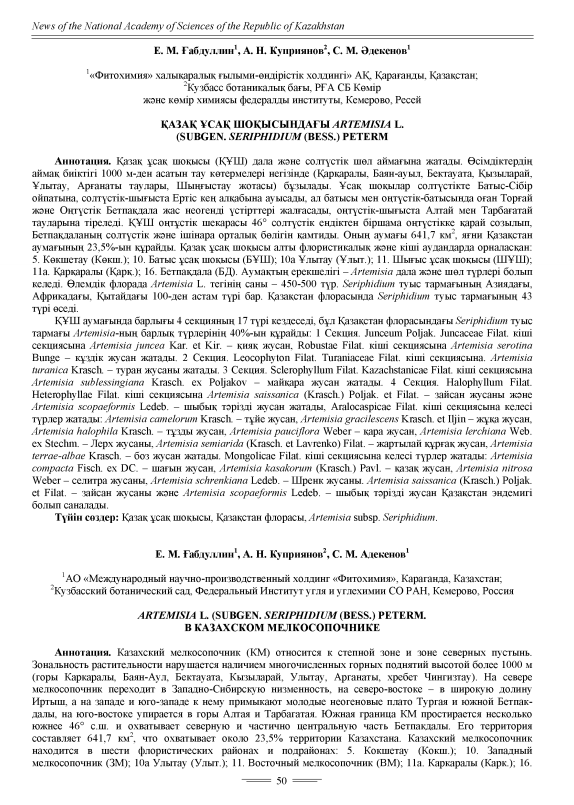 News of the National Academy of Sciences of the Republic of Kazakhstan
Е. М. Ғабдуллин¹, А. Н. Куприянов², С. М. Әдекенов¹
¹«Фитохимия» халықаралық ғылыми-өндірістік холдингі» АҚ, Қарағанды, Қазақстан;
²Кузбасс ботаникалық бағы, РҒА СБ Көмір
және көмір химиясы федералды институты, Кемерово, Ресей
ҚАЗАҚ ҰСАҚ ШОҚЫСЫНДАҒЫ ARTEMISIA L.
(SUBGEN. SERIPHIDIUM (BESS.) PETERM
Аннотация. Қазақ ұсақ шоқысы (ҚҰШ) дала және солтүстік шөл аймағына жатады. Өсімдіктердің
аймақ биіктігі 1000 м-ден асатын тау көтермелері негізінде (Қарқаралы, Баян-ауыл, Бектауата, Қызыларай,
Ұлытау, Арғанаты таулары, Шыңғыстау жотасы) бұзылады. Ұсақ шоқылар солтүстікте Батыс-Сібір
ойпатына, солтүстік-шығыста Ертіс кең алқабына ауысады, ал батысы мен оңтүстік-батысында оған Торғай
және Оңтүстік Бетпақдала жас неогенді үстірттері жалғасады, оңтүстік-шығыста Алтай мен Тарбағатай
тауларына тіреледі. ҚҰШ оңтүстік шекарасы 46° солтүстік ендіктен біршама оңтүстікке қарай созылып,
Бетпақдаланың солтүстік және ішінара орталық бөлігін қамтиды. Оның аумағы 641,7 км², яғни Қазақстан
аумағының 23,5%-ын құрайды. Қазақ ұсақ шоқысы алты флористикалық және кіші аудандарда орналасқан:
5. Көкшетау (Көкш.); 10. Батыс ұсақ шоқысы (БҰШ); 10а Ұлытау (Ұлыт.); 11. Шығыс ұсақ шоқысы (ШҰШ);
11а. Қарқаралы (Қарқ.); 16. Бетпақдала (БД). Аумақтың ерекшелігі – Artemisia дала және шөл түрлері болып
келеді. Әлемдік флорада Artemisia L. тегінің саны – 450-500 түр. Seriphidium туыс тармағының Азиядағы,
Африкадағы, Қытайдағы 100-ден астам түрі бар. Қазақстан флорасында Seriphidium туыс тармағының 43
түрі өседі.
ҚҰШ аумағында барлығы 4 секцияның 17 түрі кездеседі, бұл Қазақстан флорасындағы Seriphidium туыс
тармағы Artemisia-ның барлық түрлерінің 40%-ын құрайды: 1 Секция. Junceum Poljak. Juncaceae Filat. кіші
секциясына Artemisia juncea Kar. et Kir. – қияқ жусан, Robustae Filat. кіші секциясына Artemisia serotina
Bunge – күздік жусан жатады. 2 Секция. Leocophyton Filat. Turaniaceae Filat. кіші секциясына. Artemisia
turanica Krasch. – туран жусаны жатады. 3 Секция. Sclerophyllum Filat. Kazachstanicae Filat. кіші секциясына
Artemisia sublessingiana Krasch. ex Poljakov – майқара жусан жатады. 4 Секция. Halophyllum Filat.
Heterophyllae Filat. кіші секциясына Artemisia saissanica (Krasch.) Poljak. et Filat. – зайсан жусаны және
Artemisia scopaeformis Ledeb. – шыбық тәрізді жусан жатады, Aralocaspicae Filat. кіші секциясына келесі
түрлер жатады: Artemisia camelorum Krasch. – түйе жусан, Artemisia gracilescens Krasch. et Iljin – жұқа жусан,
Artemisia halophila Krasch. – тұзды жусан, Artemisia pauciflora Weber – қара жусан, Artemisia lerchiana Web.
ex Stechm. – Лерх жусаны, Artemisia semiarida (Krasch. et Lavrenko) Filat. – жартылай құрғақ жусан, Artemisia
terrae-albae Krasch. – боз жусан жатады. Mongolicae Filat. кіші секциясына келесі түрлер жатады: Artemisia
compacta Fisch. ex DC. – шағын жусан, Artemisia kasakorum (Krasch.) Pavl. – қазақ жусан, Artemisia nitrosa
Weber – селитра жусаны, Artemisia schrenkiana Ledeb. – Шренк жусаны. Artemisia saissanica (Krasch.) Poljak.
et Filat. – зайсан жусаны және Artemisia scopaeformis Ledeb. – шыбық тәрізді жусан Қазақстан эндемигі
болып саналады.
Түйін сөздер: Қазақ ұсақ шоқысы, Қазақстан флорасы, Artemisia subsp. Seriphidium.
Е. М. Габдуллин¹, А. Н. Куприянов², С. М. Адекенов¹
¹АО «Международный научно-производственный холдинг «Фитохимия», Караганда, Казахстан;
²Кузбасский ботанический сад, Федеральный Институт угля и углехимии СО РАН, Кемерово, Россия
ARTEMISIA L. (SUBGEN. SERIPHIDIUM (BESS.) PETERM.
В КАЗАХСКОМ МЕЛКОСОПОЧНИКЕ
Аннотация. Казахский мелкосопочник (КМ) относится к степной зоне и зоне северных пустынь.
Зональность растительности нарушается наличием многочисленных горных поднятий высотой более 1000 м
(горы Каркаралы, Баян-Аул, Бектауата, Кызыларай, Улытау, Арганаты, хребет Чингизтау). На севере
мелкосопочник переходит в Западно-Сибирскую низменность, на северо-востоке – в широкую долину
Иртыш, а на западе и юго-западе к нему примыкают молодые неогеновые плато Тургая и южной Бетпак-
далы, на юго-востоке упирается в горы Алтая и Тарбагатая. Южная граница КМ простирается несколько
южнее 46° с.ш. и охватывает северную и частично центральную часть Бетпакдалы. Его территория
составляет 641,7 км², что охватывает около 23,5% территории Казахстана. Казахский мелкосопочник
находится в шести флористических районах и подрайонах: 5. Кокшетау (Кокш.); 10. Западный
мелкосопочник (ЗМ); 10а Улытау (Улыт.); 11. Восточный мелкосопочник (ВМ); 11а. Каркаралы (Карк.); 16.
50